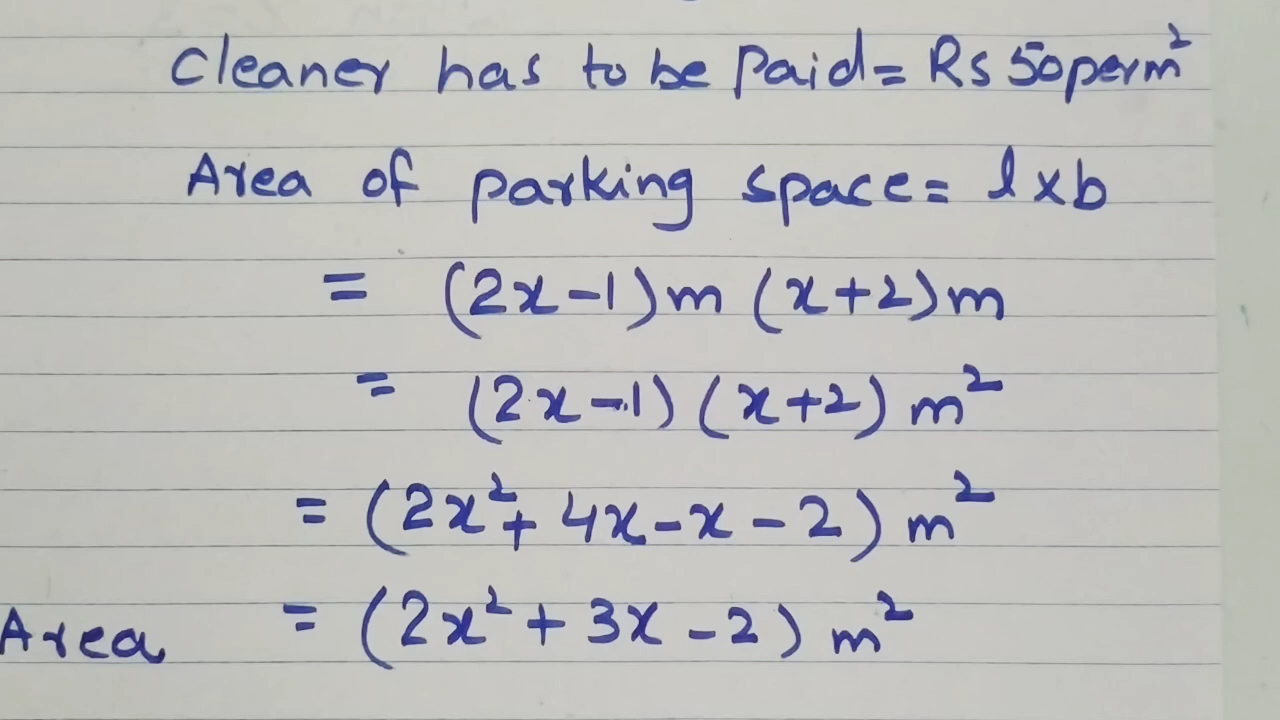 Cleaner has to be Paid = Rs 50 per m²
Area of parking space = l × b
= (2x-1)m (x+2)m
= (2x-1) (x+2) m²
= (2x² + 4x - x - 2) m²
Area = (2x² + 3x - 2) m²